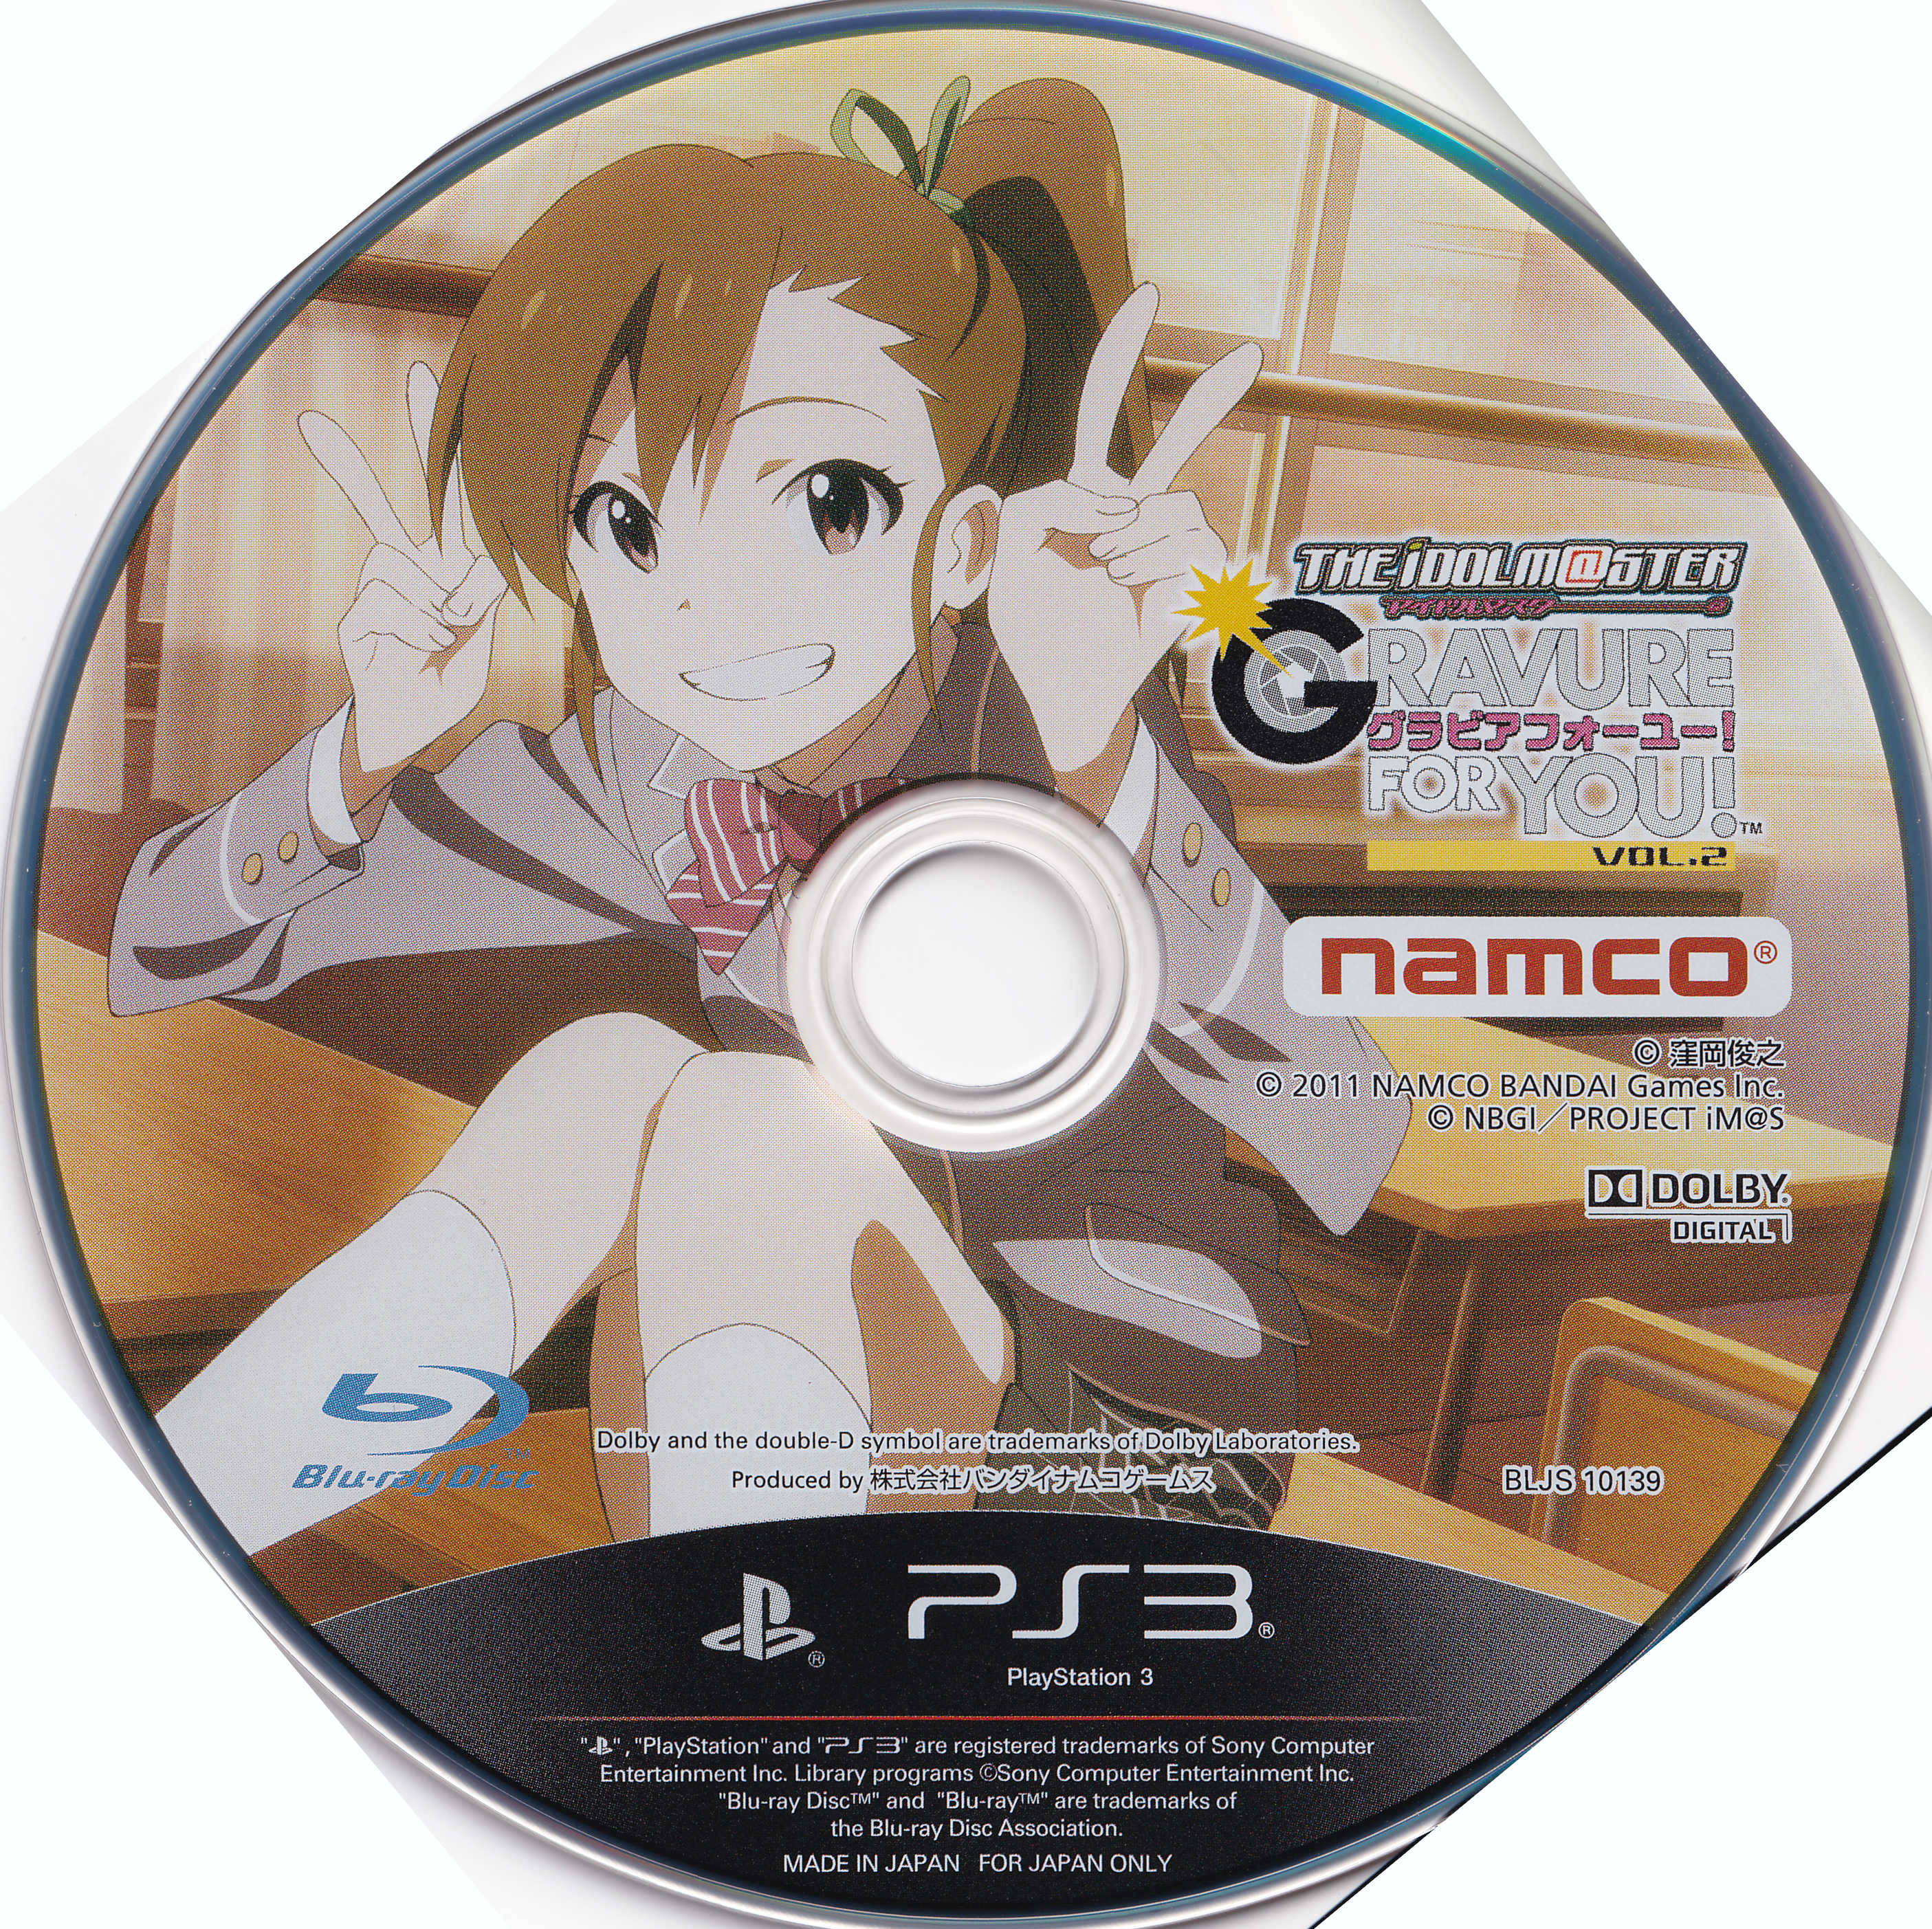 THE iDOLM@STER
アイドルマスター
GRAVURE
グラビアフォーユー!
FOR YOU!™
VOL.2
namco®
© 窪岡俊之
© 2011 NAMCO BANDAI Games Inc.
© NBGI／PROJECT iM@S
DOLBY®
DIGITAL
Blu-ray Disc™
Dolby and the double-D symbol are trademarks of Dolby Laboratories.
Produced by 株式会社バンダイナムコゲームス
BLJS 10139
PS3®
PlayStation 3
" ", "PlayStation" and "PS3" are registered trademarks of Sony Computer
Entertainment Inc. Library programs ©Sony Computer Entertainment Inc.
"Blu-ray Disc™" and "Blu-ray™" are trademarks of
the Blu-ray Disc Association.
MADE IN JAPAN FOR JAPAN ONLY